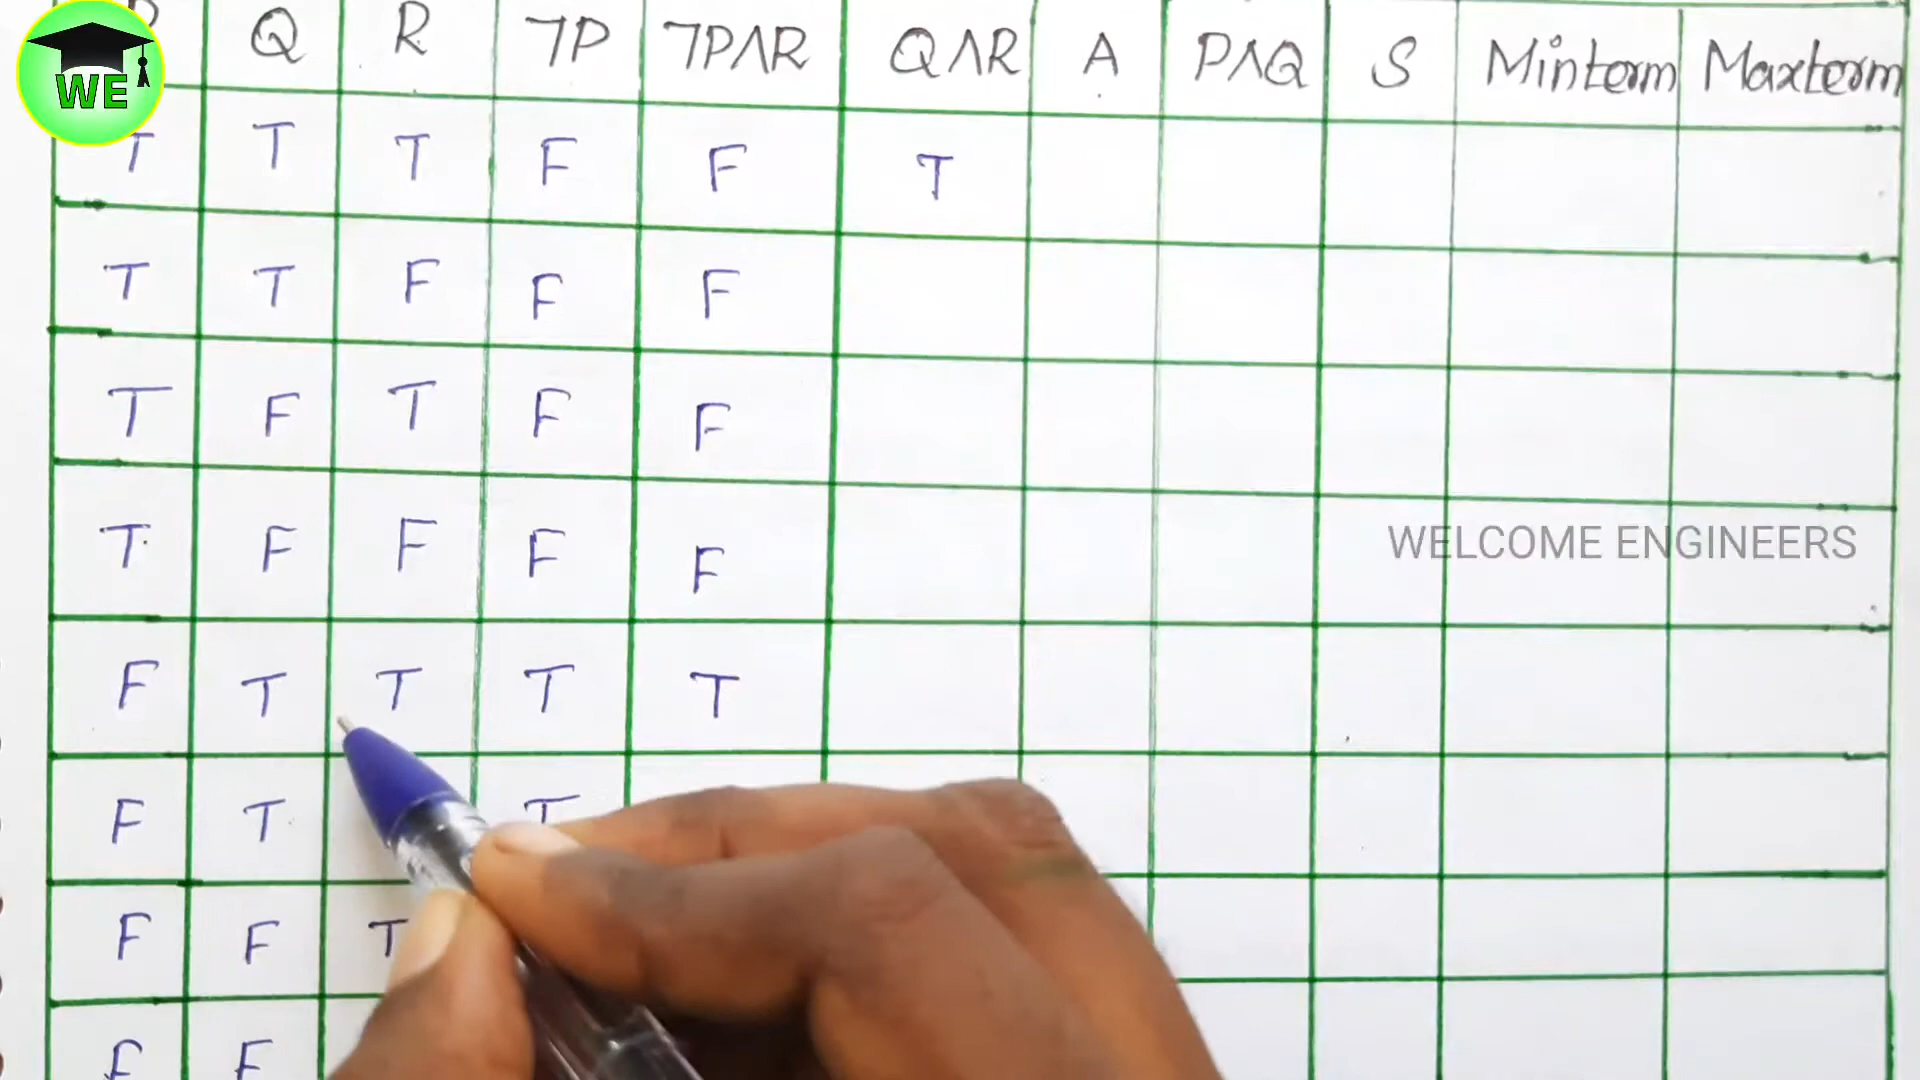 WE
Q R ¬P ¬P∧R Q∧R A P∧Q S Minterm Maxterm
T T T F F T
T T F F F
T F T F F
WELCOME ENGINEERS
T F F F F
F T T T T
F T T
F F T
F F